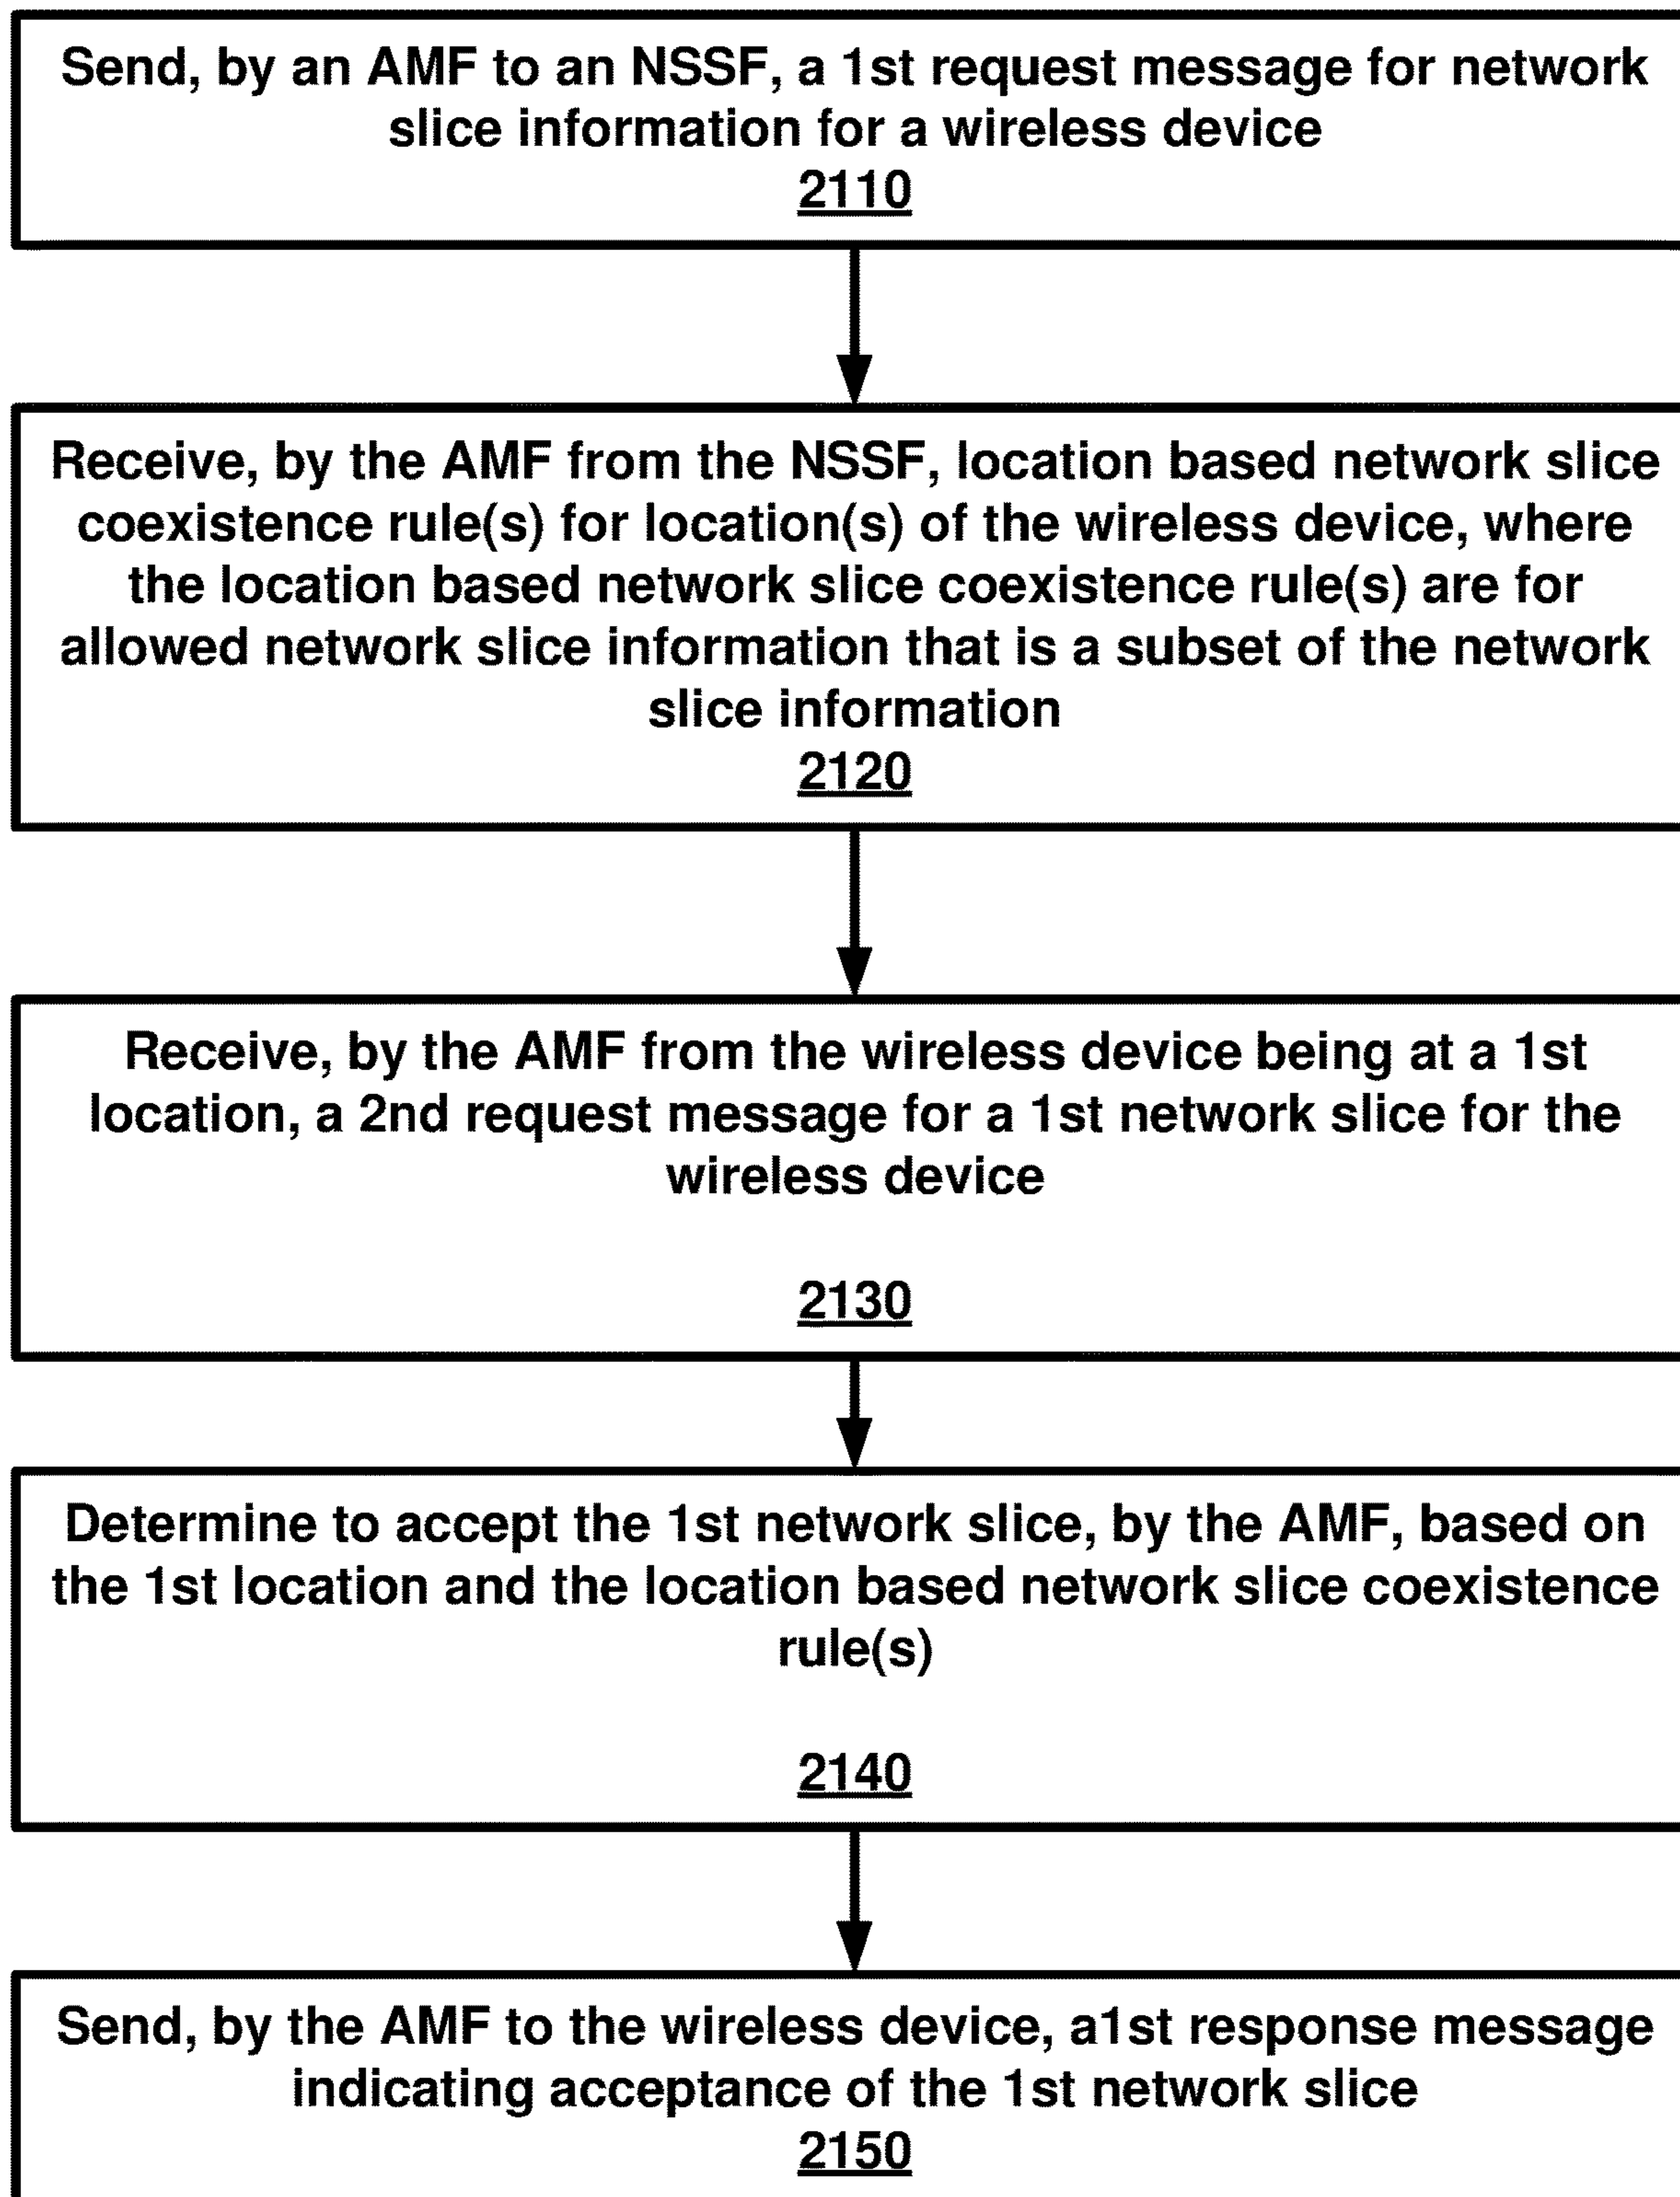 Send, by an AMF to an NSSF, a 1st request message for network
slice information for a wireless device
2110
Receive, by the AMF from the NSSF, location based network slice
coexistence rule(s) for location(s) of the wireless device, where
the location based network slice coexistence rule(s) are for
allowed network slice information that is a subset of the network
slice information
2120
Receive, by the AMF from the wireless device being at a 1st
location, a 2nd request message for a 1st network slice for the
wireless device
2130
Determine to accept the 1st network slice, by the AMF, based on
the 1st location and the location based network slice coexistence
rule(s)
2140
Send, by the AMF to the wireless device, a1st response message
indicating acceptance of the 1st network slice
2150